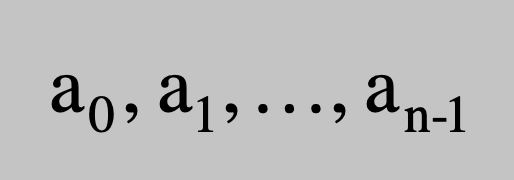 a₀, a₁, ..., aₙ₋₁